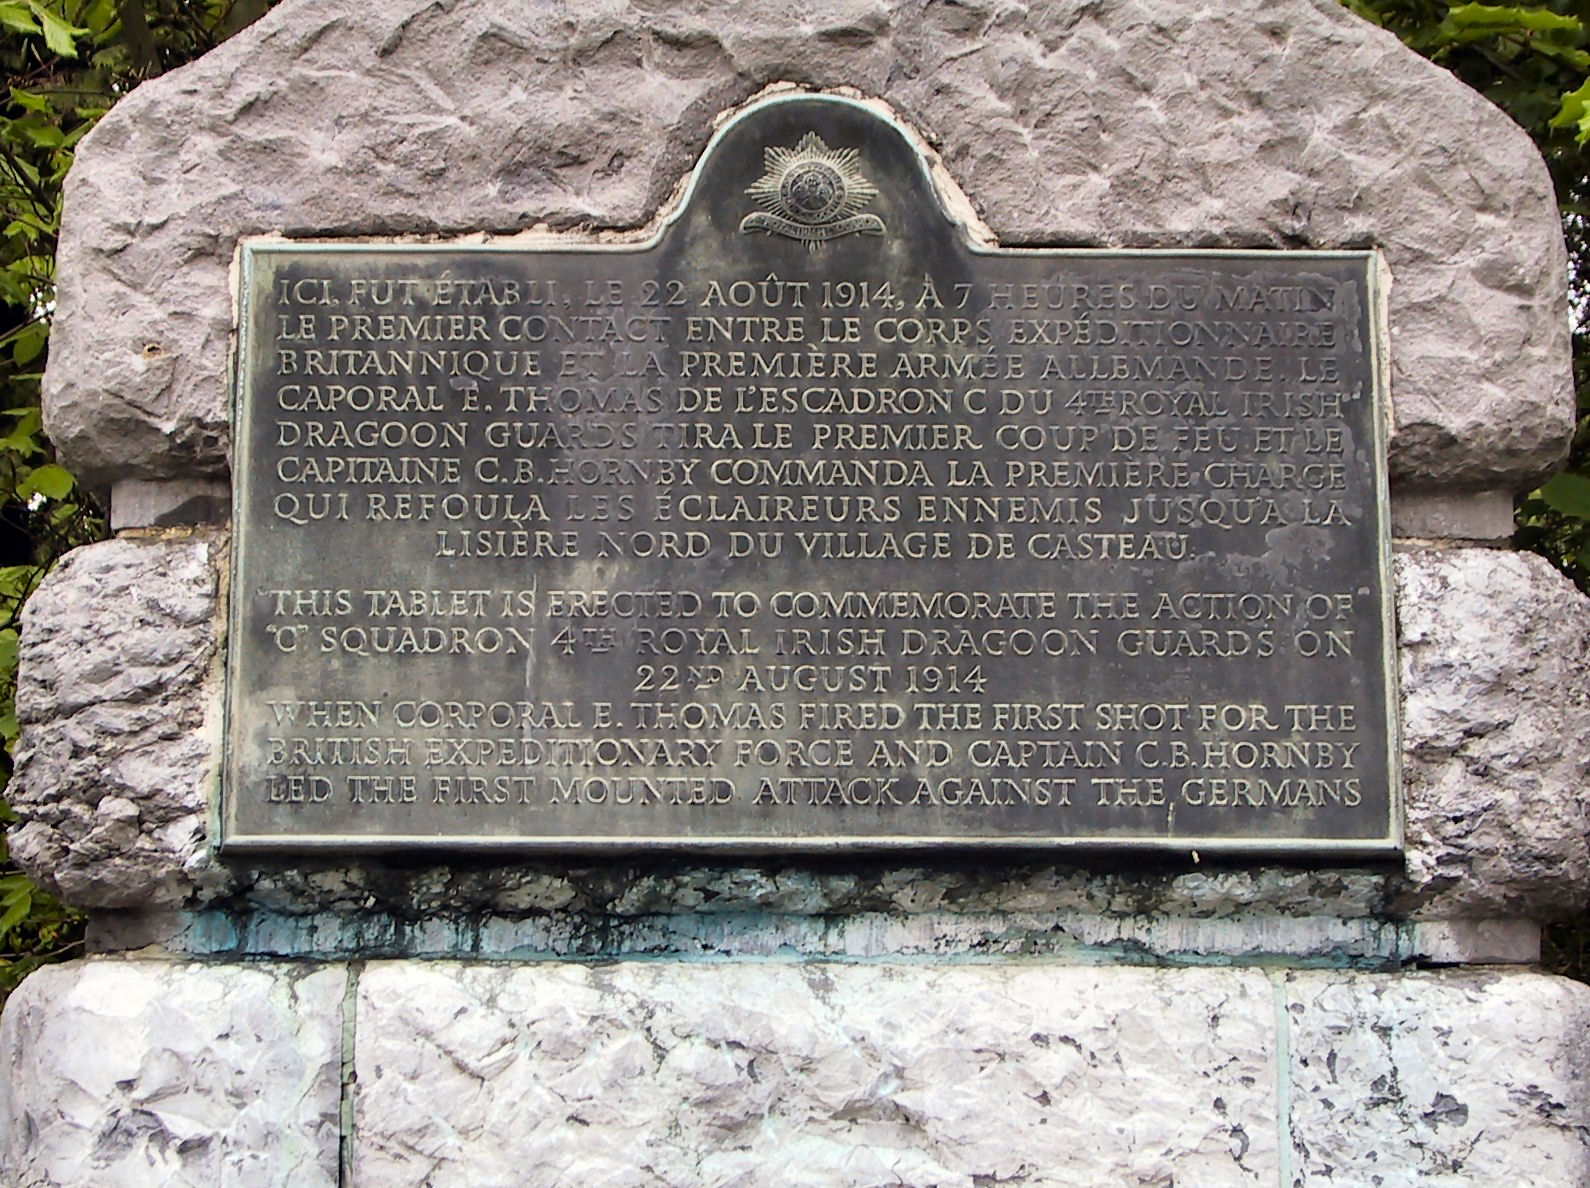 ICI, FUT ÉTABLI, LE 22 AOÛT 1914, À 7 HEURES DU MATIN
LE PREMIER CONTACT ENTRE LE CORPS EXPÉDITIONNAIRE
BRITANNIQUE ET LA PREMIÈRE ARMÉE ALLEMANDE. LE
CAPORAL E. THOMAS DE L'ESCADRON C DU 4TH ROYAL IRISH
DRAGOON GUARDS TIRA LE PREMIER COUP DE FEU ET LE
CAPITAINE C.B. HORNBY COMMANDA LA PREMIÈRE CHARGE
QUI REFOULA LES ÉCLAIREURS ENNEMIS JUSQU'À LA
LISIÈRE NORD DU VILLAGE DE CASTEAU.
THIS TABLET IS ERECTED TO COMMEMORATE THE ACTION OF
"C" SQUADRON 4TH ROYAL IRISH DRAGOON GUARDS ON
22ND AUGUST 1914
WHEN CORPORAL E. THOMAS FIRED THE FIRST SHOT FOR THE
BRITISH EXPEDITIONARY FORCE AND CAPTAIN C.B. HORNBY
LED THE FIRST MOUNTED ATTACK AGAINST THE GERMANS